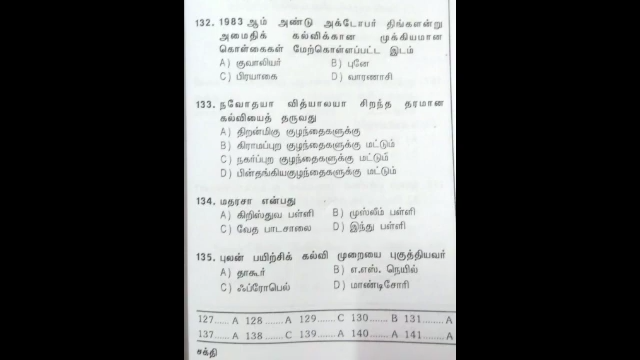 132. 1983 ஆம் அண்டு அக்டோபர் திங்களன்று
அமைதிக் கல்விக்கான முக்கியமான
கொள்கைகள் மேற்கொள்ளப்பட்ட இடம்
A) குவாலியர் B) புனே
C) பிரயாகை D) வாரணாசி
133. நவோதயா வித்யாலயா சிறந்த தரமான
கல்வியைத் தருவது
A) திறன்மிகு குழந்தைகளுக்கு
B) கிராமப்புற குழந்தைகளுக்கு மட்டும்
C) நகர்ப்புற குழந்தைகளுக்கு மட்டும்
D) பின்தங்கியகுழந்தைகளுக்கு மட்டும்
134. மதரசா என்பது
A) கிறிஸ்துவ பள்ளி B) முஸ்லீம் பள்ளி
C) வேத பாடசாலை D) இந்து பள்ளி
135. புலன் பயிற்சிக் கல்வி முறையை புகுத்தியவர்
A) தாகூர் B) எ.எஸ். நெயில்
C) ஃப்ரோபெல் D) மாண்டிசோரி
127.... A 128 ...... A 129...... C 130...... B 131...... A
137.... A 138 ...... C 139 ..... A 140 ..... A 141 ..... A
சக்தி